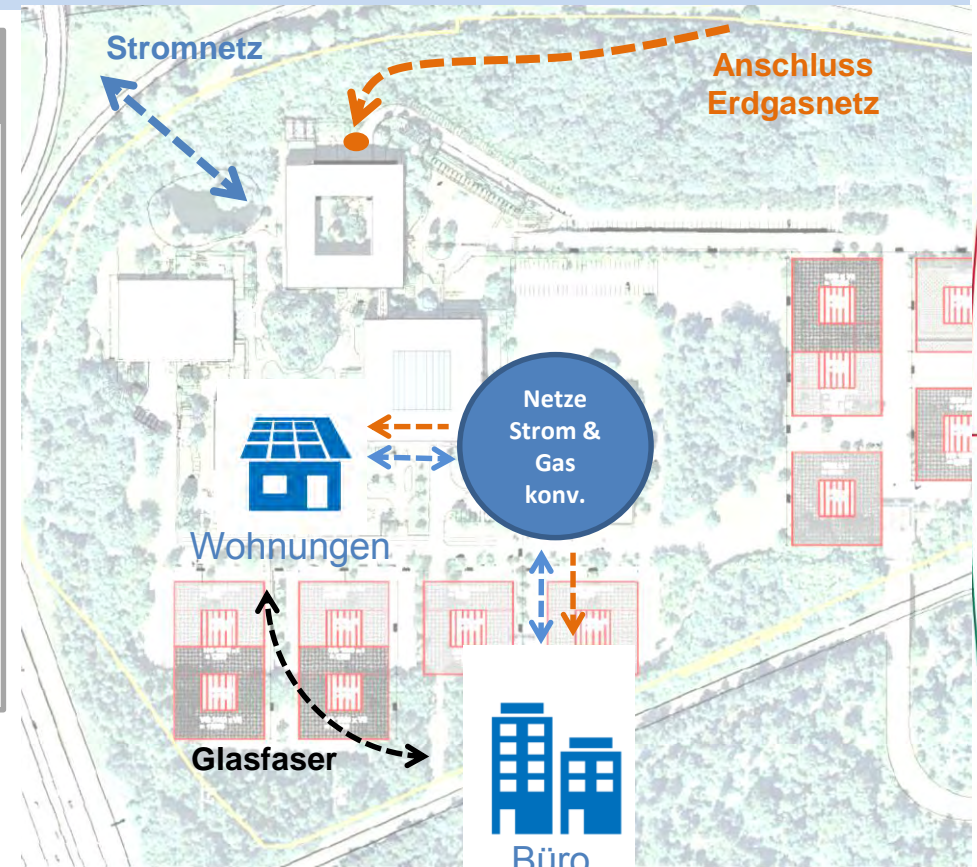 Stromnetz
Anschluss
Erdgasnetz
Netze
Strom &
Gas
konv.
Wohnungen
Glasfaser
Büro